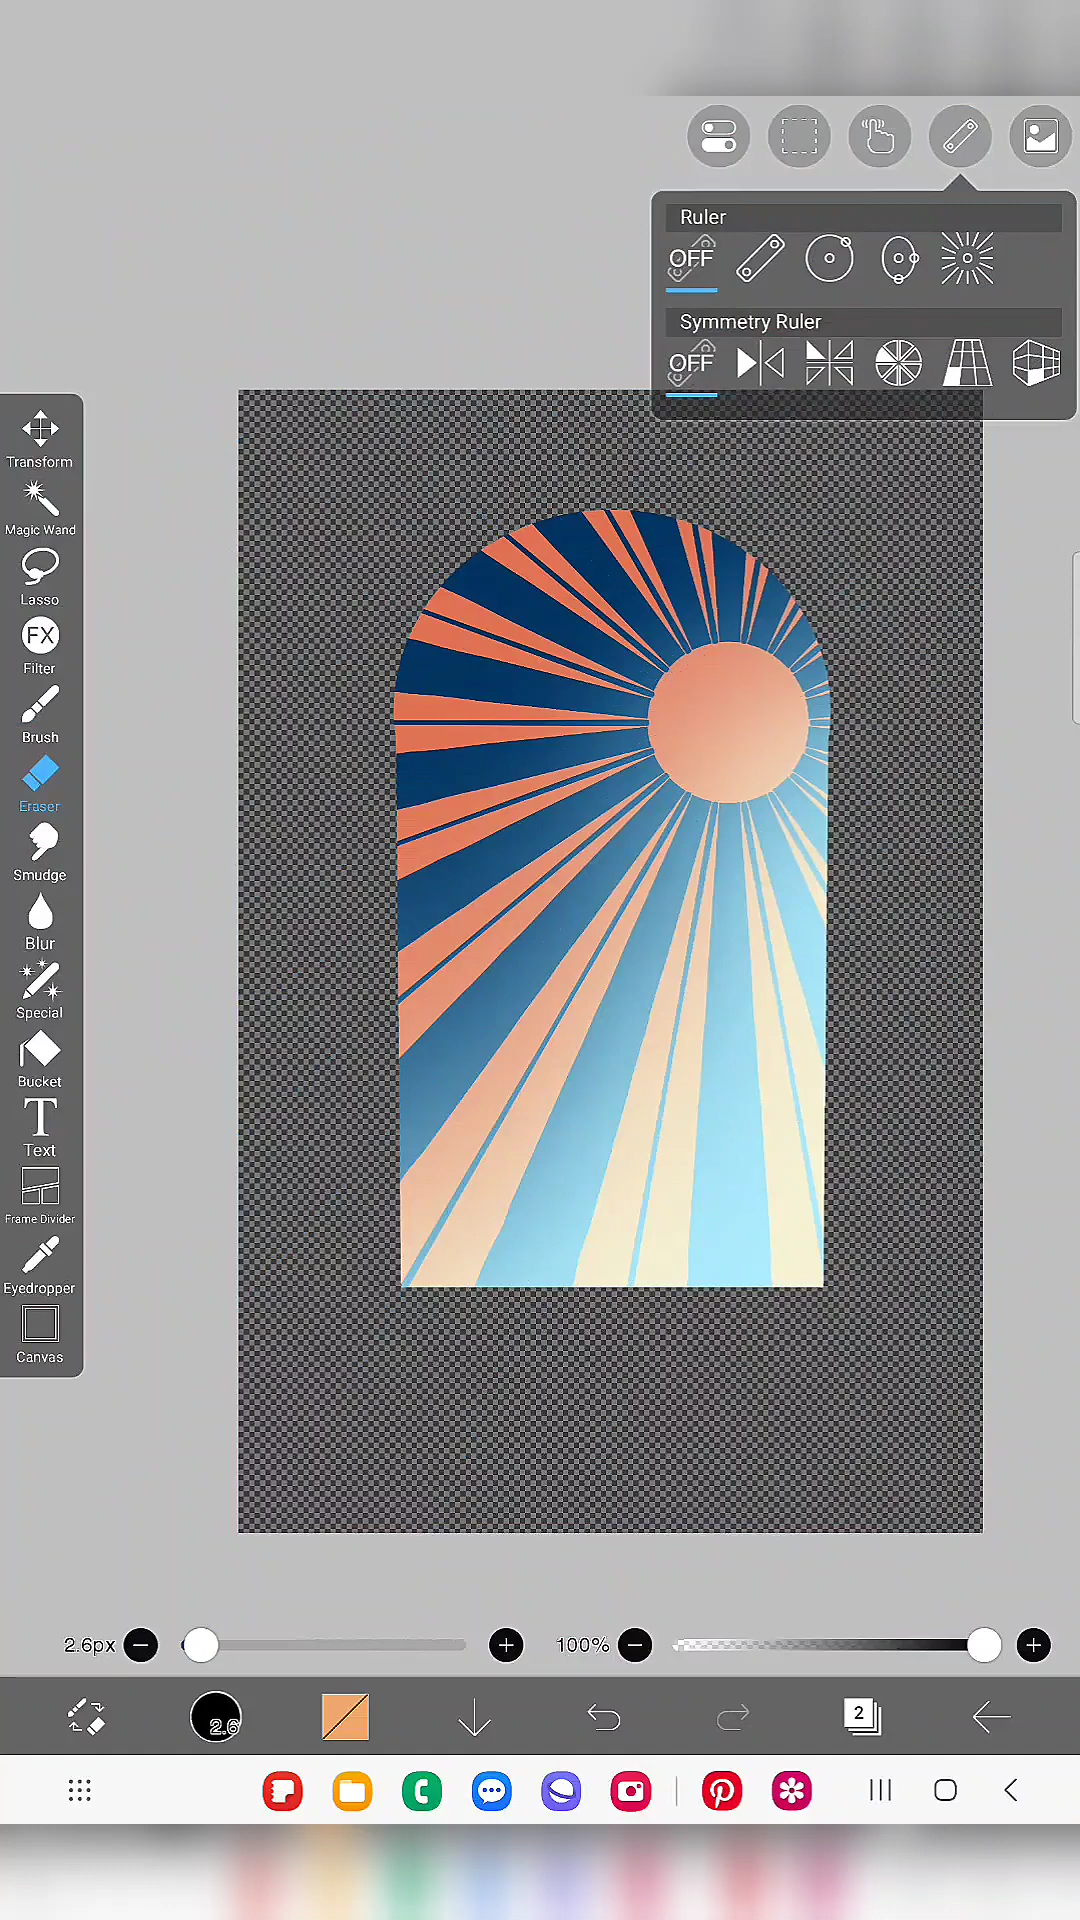 Ruler
OFF
Symmetry Ruler
OFF
Transform
Magic Wand
Lasso
FX
Filter
Brush
Eraser
Smudge
Blur
Special
Bucket
T
Text
Frame Divider
Eyedropper
Canvas
2.6px
100%
2.6
2